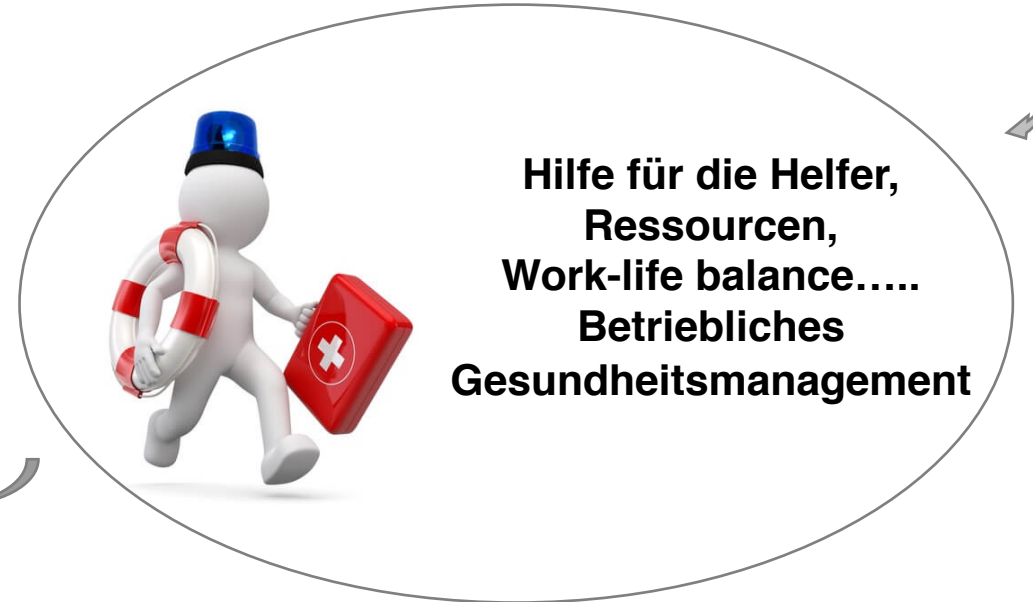 Hilfe für die Helfer,
Ressourcen,
Work-life balance.....
Betriebliches
Gesundheitsmanagement